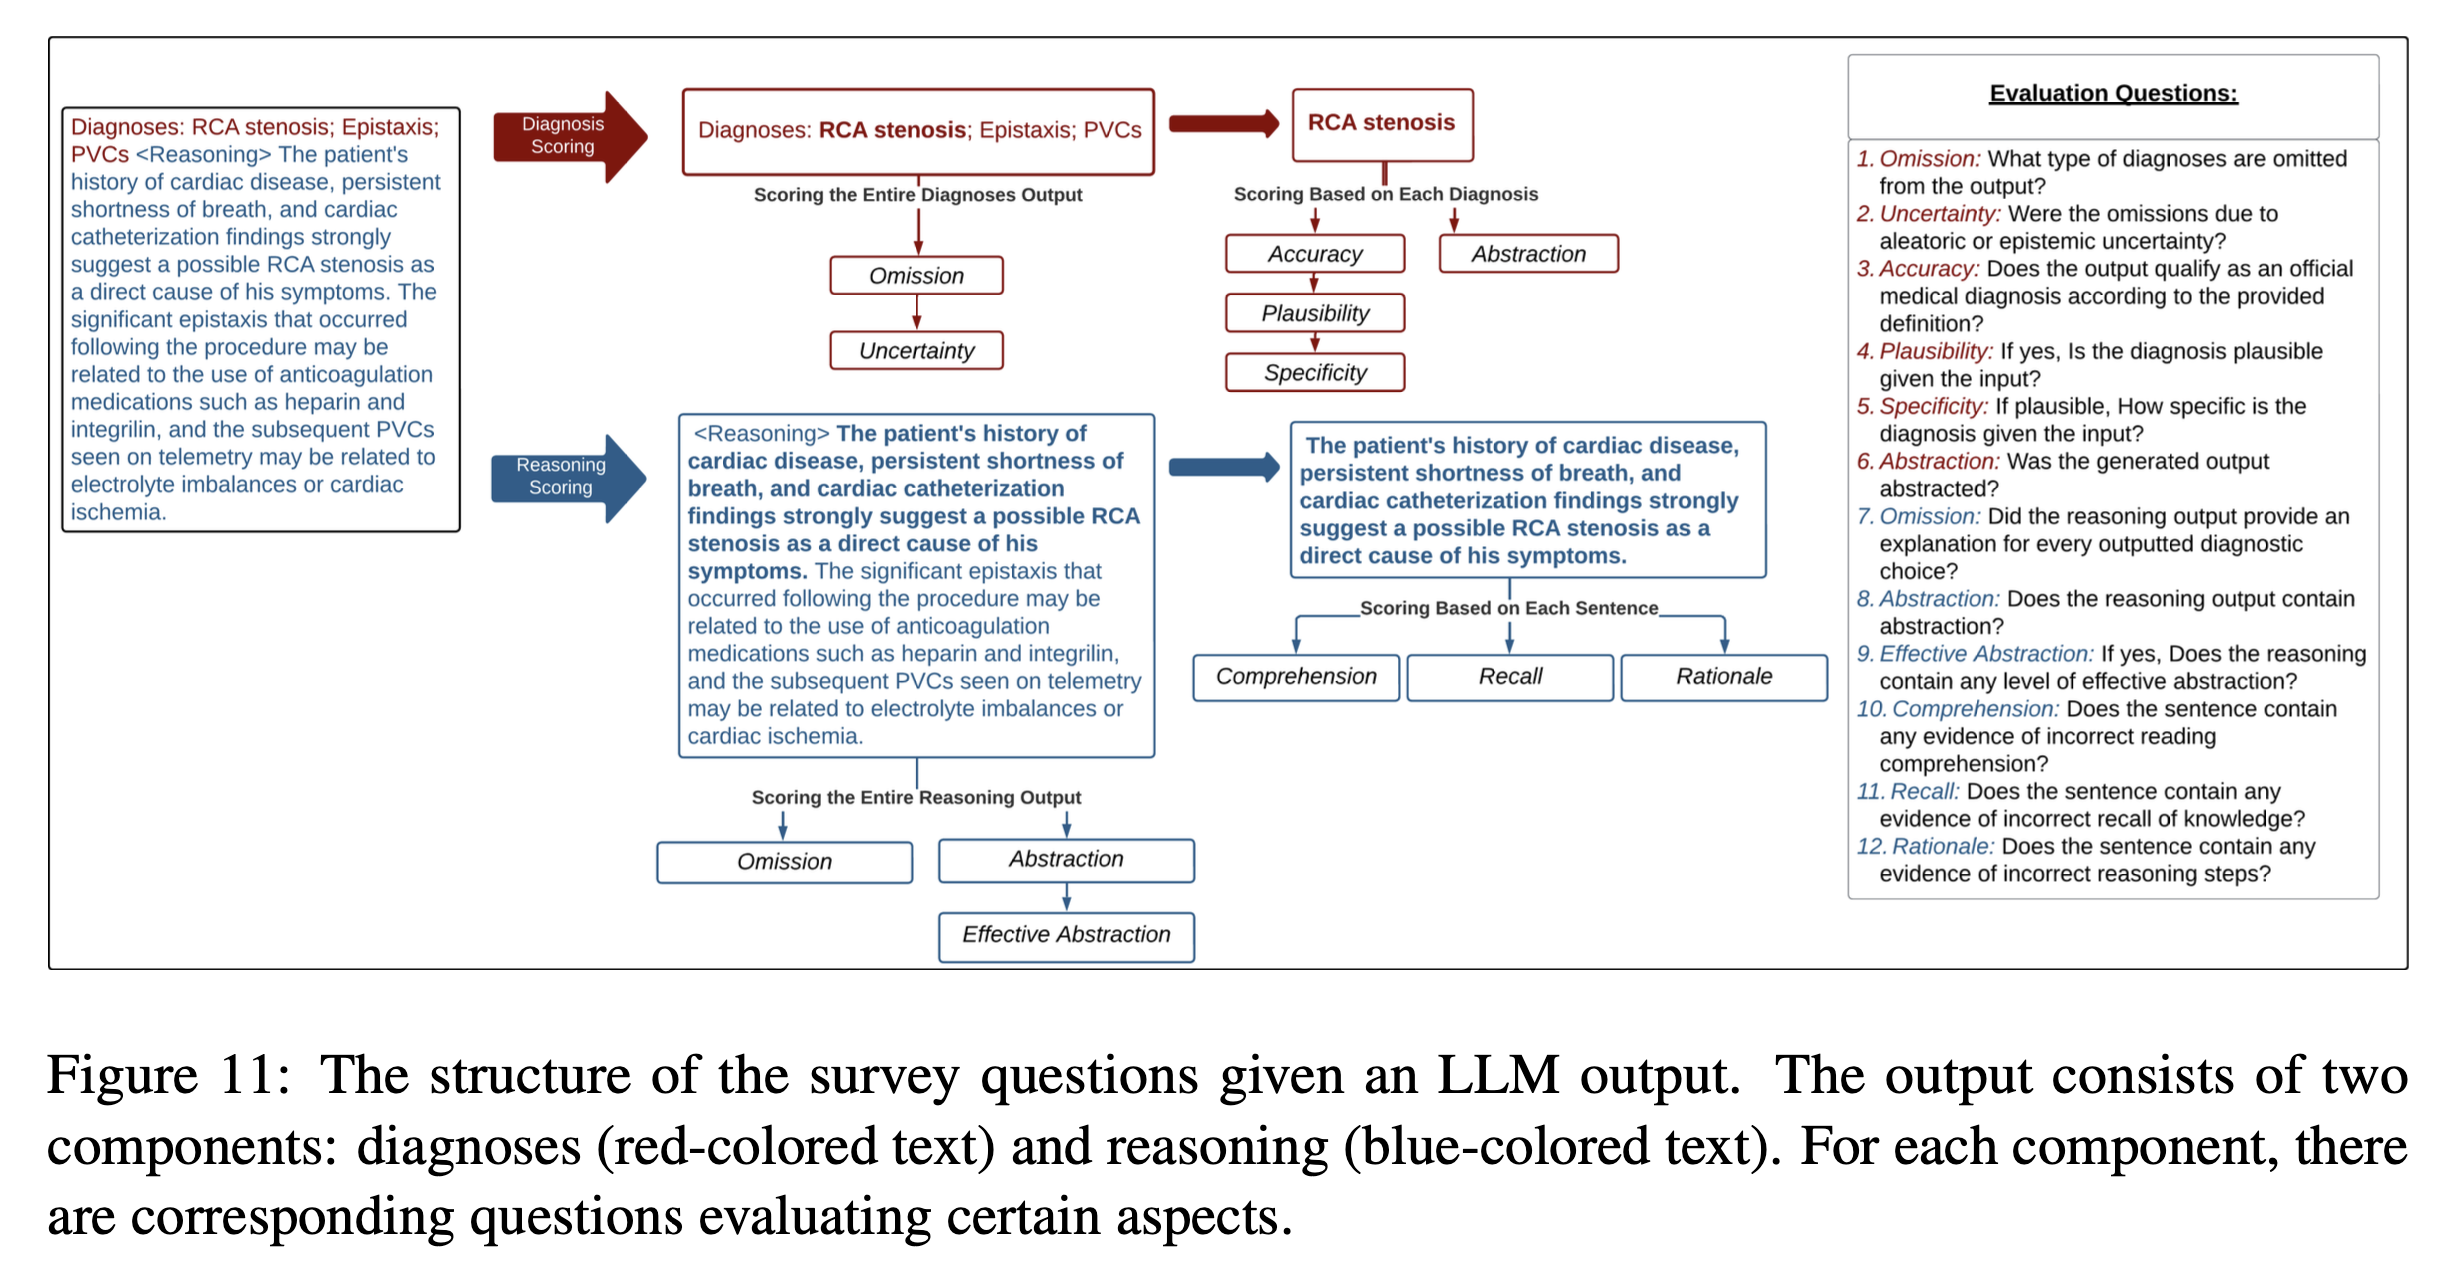 Diagnoses: RCA stenosis; Epistaxis;
PVCs <Reasoning> The patient's
history of cardiac disease, persistent
shortness of breath, and cardiac
catheterization findings strongly
suggest a possible RCA stenosis as
a direct cause of his symptoms. The
significant epistaxis that occurred
following the procedure may be
related to the use of anticoagulation
medications such as heparin and
integrilin, and the subsequent PVCs
seen on telemetry may be related to
electrolyte imbalances or cardiac
ischemia.
Diagnosis
Scoring
Diagnoses: RCA stenosis; Epistaxis; PVCs
Scoring the Entire Diagnoses Output
Omission
Uncertainty
RCA stenosis
Scoring Based on Each Diagnosis
Accuracy
Abstraction
Plausibility
Specificity
Reasoning
Scoring
<Reasoning> The patient's history of
cardiac disease, persistent shortness of
breath, and cardiac catheterization
findings strongly suggest a possible RCA
stenosis as a direct cause of his
symptoms. The significant epistaxis that
occurred following the procedure may be
related to the use of anticoagulation
medications such as heparin and integrilin,
and the subsequent PVCs seen on telemetry
may be related to electrolyte imbalances or
cardiac ischemia.
Scoring the Entire Reasoning Output
Omission
Abstraction
Effective Abstraction
The patient's history of cardiac disease,
persistent shortness of breath, and
cardiac catheterization findings strongly
suggest a possible RCA stenosis as a
direct cause of his symptoms.
Scoring Based on Each Sentence
Comprehension
Recall
Rationale
Evaluation Questions:
1. Omission: What type of diagnoses are omitted
from the output?
2. Uncertainty: Were the omissions due to
aleatoric or epistemic uncertainty?
3. Accuracy: Does the output qualify as an official
medical diagnosis according to the provided
definition?
4. Plausibility: If yes, Is the diagnosis plausible
given the input?
5. Specificity: If plausible, How specific is the
diagnosis given the input?
6. Abstraction: Was the generated output
abstracted?
7. Omission: Did the reasoning output provide an
explanation for every outputted diagnostic
choice?
8. Abstraction: Does the reasoning output contain
abstraction?
9. Effective Abstraction: If yes, Does the reasoning
contain any level of effective abstraction?
10. Comprehension: Does the sentence contain
any evidence of incorrect reading
comprehension?
11. Recall: Does the sentence contain any
evidence of incorrect recall of knowledge?
12. Rationale: Does the sentence contain any
evidence of incorrect reasoning steps?
Figure 11: The structure of the survey questions given an LLM output. The output consists of two
components: diagnoses (red-colored text) and reasoning (blue-colored text). For each component, there
are corresponding questions evaluating certain aspects.